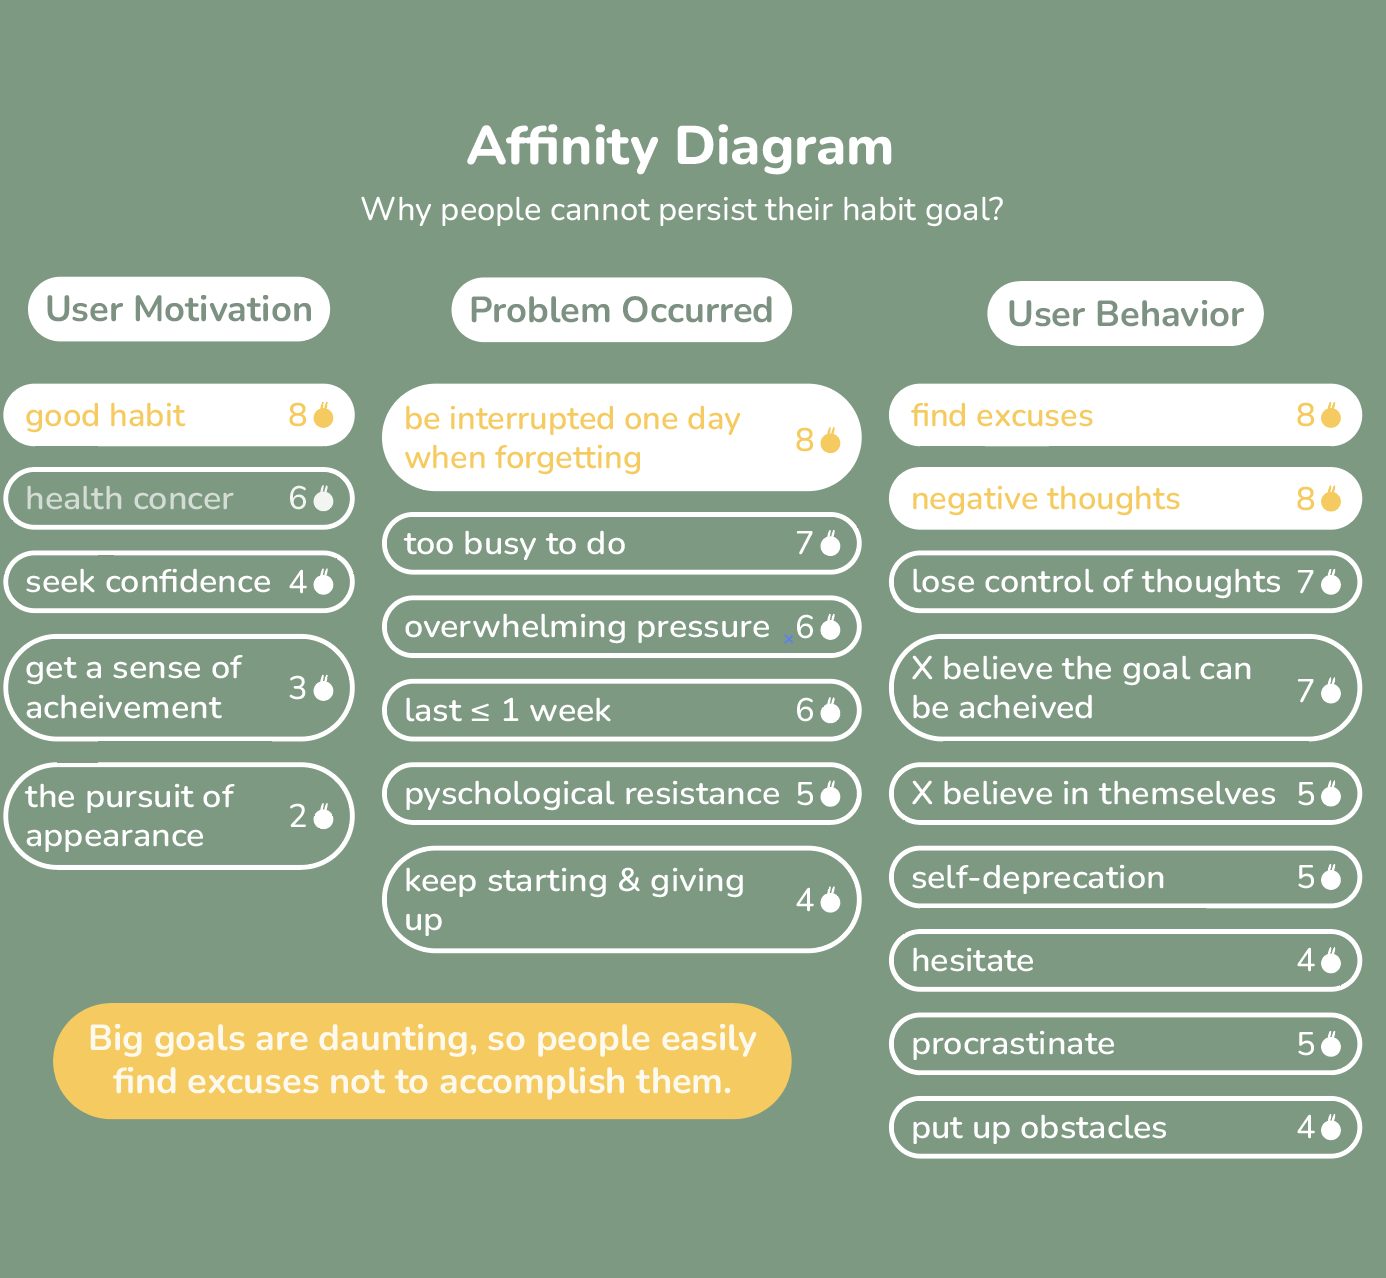 Affinity Diagram
Why people cannot persist their habit goal?
User Motivation
good habit 8
health concer 6
seek confidence 4
get a sense of
acheivement 3
the pursuit of
appearance 2
Problem Occurred
be interrupted one day
when forgetting 8
too busy to do 7
overwhelming pressure 6
last ≤ 1 week 6
pyschological resistance 5
keep starting & giving
up 4
User Behavior
find excuses 8
negative thoughts 8
lose control of thoughts 7
X believe the goal can
be acheived 7
X believe in themselves 5
self-deprecation 5
hesitate 4
procrastinate 5
put up obstacles 4
Big goals are daunting, so people easily
find excuses not to accomplish them.